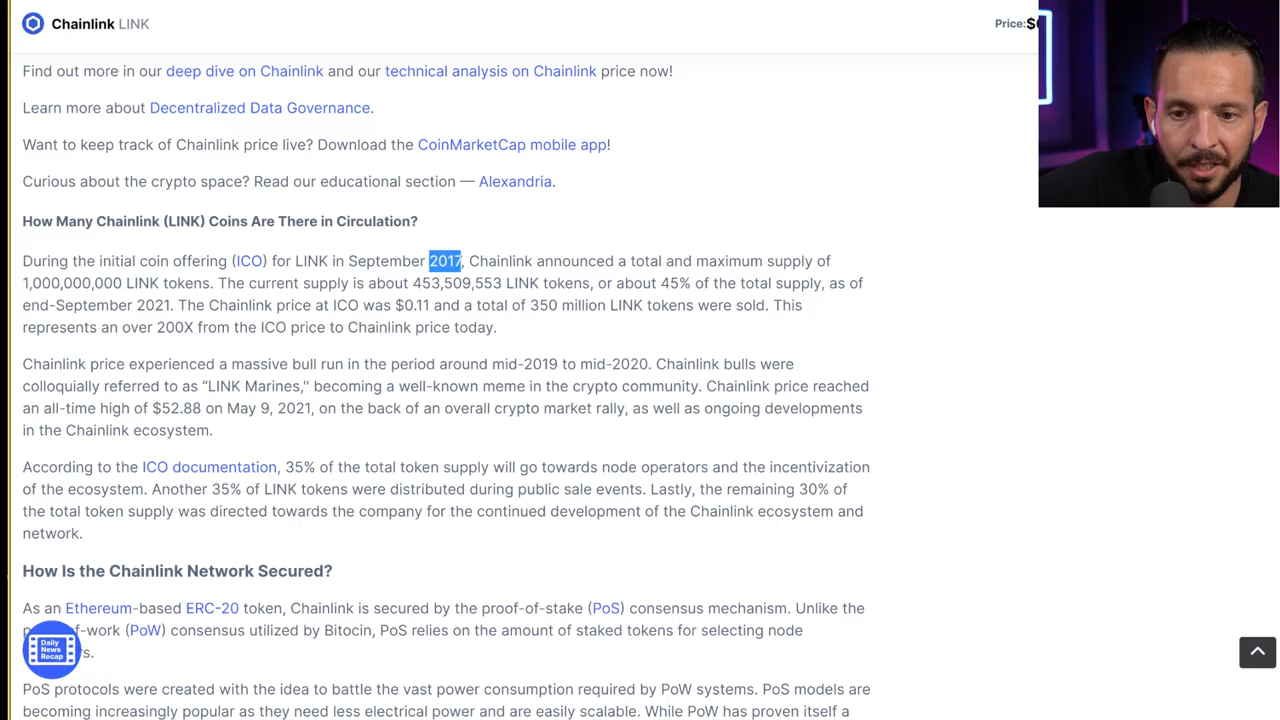 Chainlink LINK
Price:$
Find out more in our deep dive on Chainlink and our technical analysis on Chainlink price now!
Learn more about Decentralized Data Governance.
Want to keep track of Chainlink price live? Download the CoinMarketCap mobile app!
Curious about the crypto space? Read our educational section — Alexandria.
How Many Chainlink (LINK) Coins Are There in Circulation?
During the initial coin offering (ICO) for LINK in September 2017, Chainlink announced a total and maximum supply of
1,000,000,000 LINK tokens. The current supply is about 453,509,553 LINK tokens, or about 45% of the total supply, as of
end-September 2021. The Chainlink price at ICO was $0.11 and a total of 350 million LINK tokens were sold. This
represents an over 200X from the ICO price to Chainlink price today.
Chainlink price experienced a massive bull run in the period around mid-2019 to mid-2020. Chainlink bulls were
colloquially referred to as “LINK Marines," becoming a well-known meme in the crypto community. Chainlink price reached
an all-time high of $52.88 on May 9, 2021, on the back of an overall crypto market rally, as well as ongoing developments
in the Chainlink ecosystem.
According to the ICO documentation, 35% of the total token supply will go towards node operators and the incentivization
of the ecosystem. Another 35% of LINK tokens were distributed during public sale events. Lastly, the remaining 30% of
the total token supply was directed towards the company for the continued development of the Chainlink ecosystem and
network.
How Is the Chainlink Network Secured?
As an Ethereum-based ERC-20 token, Chainlink is secured by the proof-of-stake (PoS) consensus mechanism. Unlike the
f-work (PoW) consensus utilized by Bitocin, PoS relies on the amount of staked tokens for selecting node
s.
Daily
News
Recap
PoS protocols were created with the idea to battle the vast power consumption required by PoW systems. PoS models are
becoming increasingly popular as they need less electrical power and are easily scalable. While PoW has proven itself a